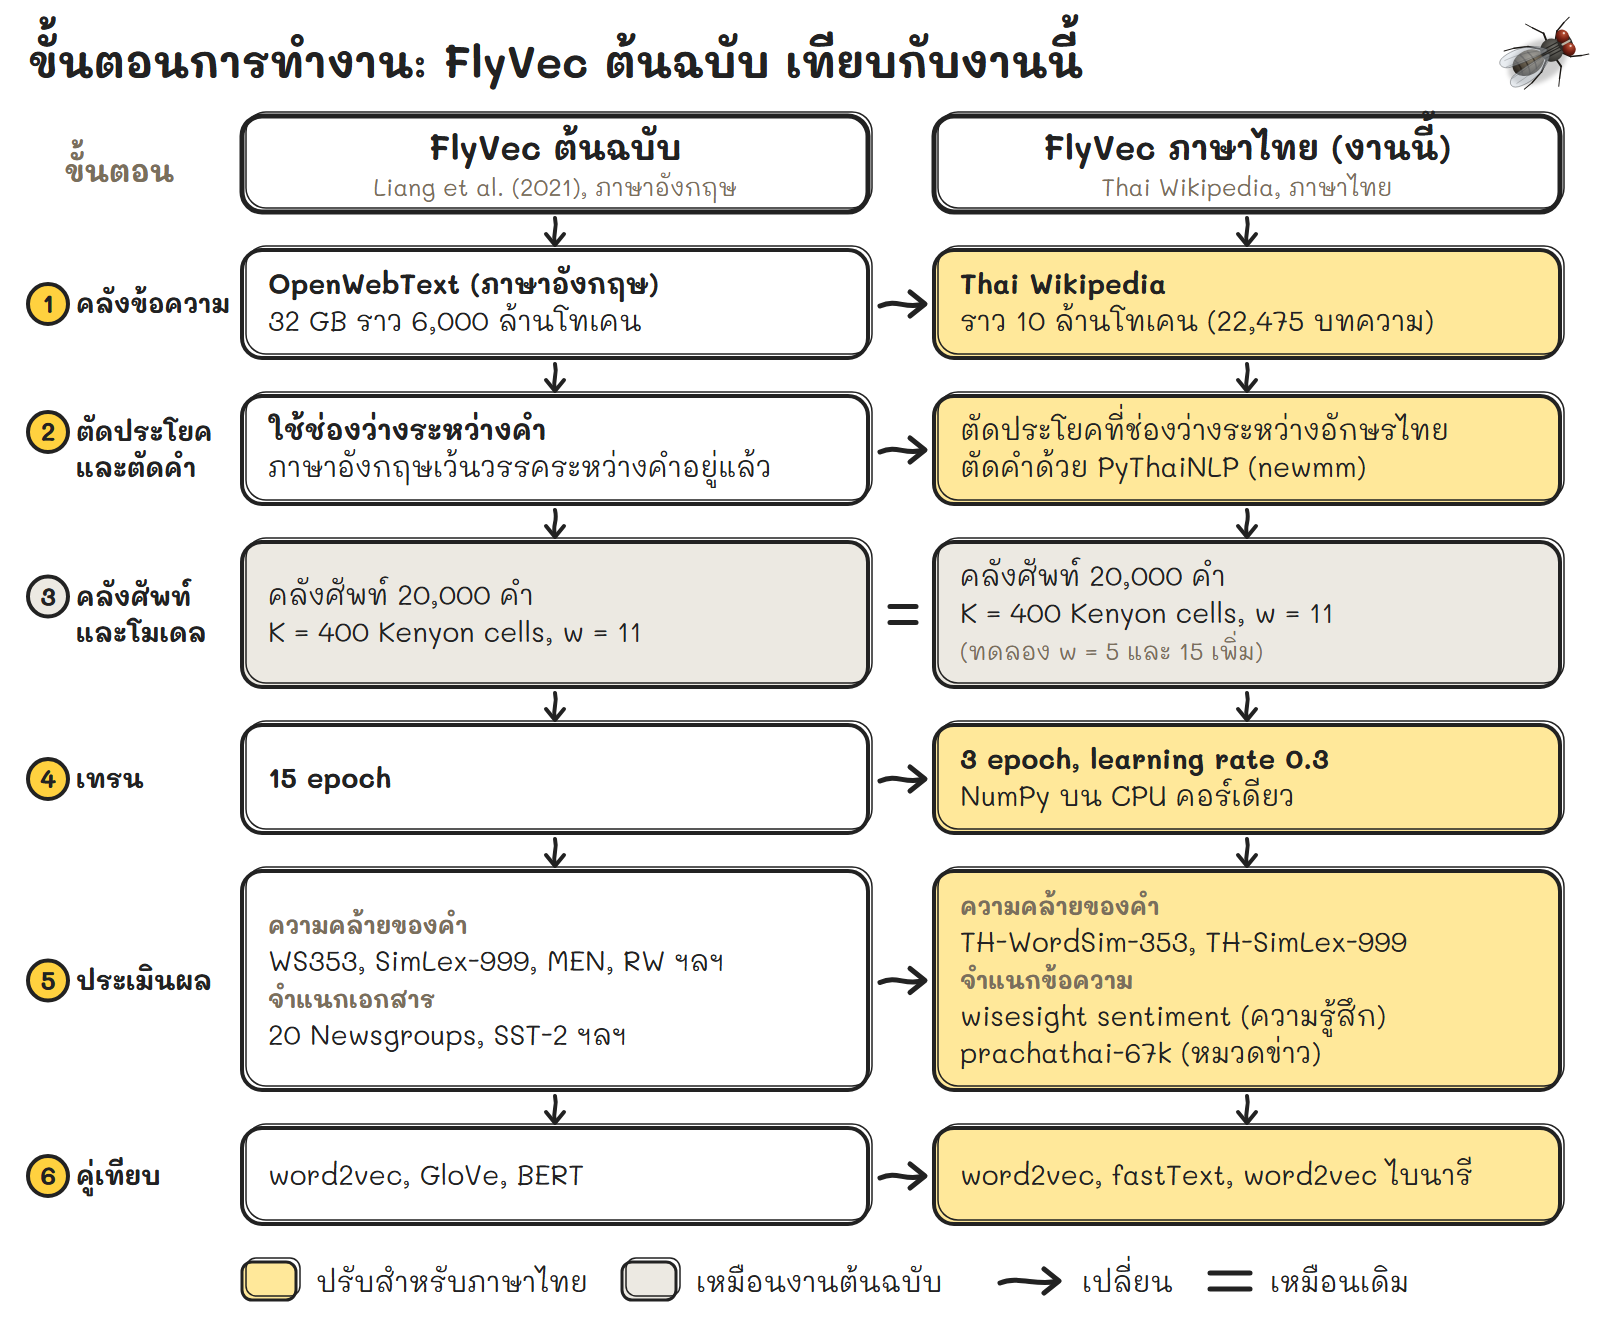 ขั้นตอนการทำงาน: FlyVec ต้นฉบับ เทียบกับงานนี้
ขั้นตอน
FlyVec ต้นฉบับ
Liang et al. (2021), ภาษาอังกฤษ
FlyVec ภาษาไทย (งานนี้)
Thai Wikipedia, ภาษาไทย
1 คลังข้อความ
OpenWebText (ภาษาอังกฤษ)
32 GB ราว 6,000 ล้านโทเคน
Thai Wikipedia
ราว 10 ล้านโทเคน (22,475 บทความ)
2 ตัดประโยค
และตัดคำ
ใช้ช่องว่างระหว่างคำ
ภาษาอังกฤษเว้นวรรคระหว่างคำอยู่แล้ว
ตัดประโยคที่ช่องว่างระหว่างอักษรไทย
ตัดคำด้วย PyThaiNLP (newmm)
3 คลังศัพท์
และโมเดล
คลังศัพท์ 20,000 คำ
K = 400 Kenyon cells, w = 11
=
คลังศัพท์ 20,000 คำ
K = 400 Kenyon cells, w = 11
(ทดลอง w = 5 และ 15 เพิ่ม)
4 เทรน
15 epoch
3 epoch, learning rate 0.3
NumPy บน CPU คอร์เดียว
5 ประเมินผล
ความคล้ายของคำ
WS353, SimLex-999, MEN, RW ฯลฯ
จำแนกเอกสาร
20 Newsgroups, SST-2 ฯลฯ
ความคล้ายของคำ
TH-WordSim-353, TH-SimLex-999
จำแนกข้อความ
wisesight sentiment (ความรู้สึก)
prachathai-67k (หมวดข่าว)
6 คู่เทียบ
word2vec, GloVe, BERT
word2vec, fastText, word2vec ไบนารี
ปรับสำหรับภาษาไทย
เหมือนงานต้นฉบับ
เปลี่ยน
= เหมือนเดิม